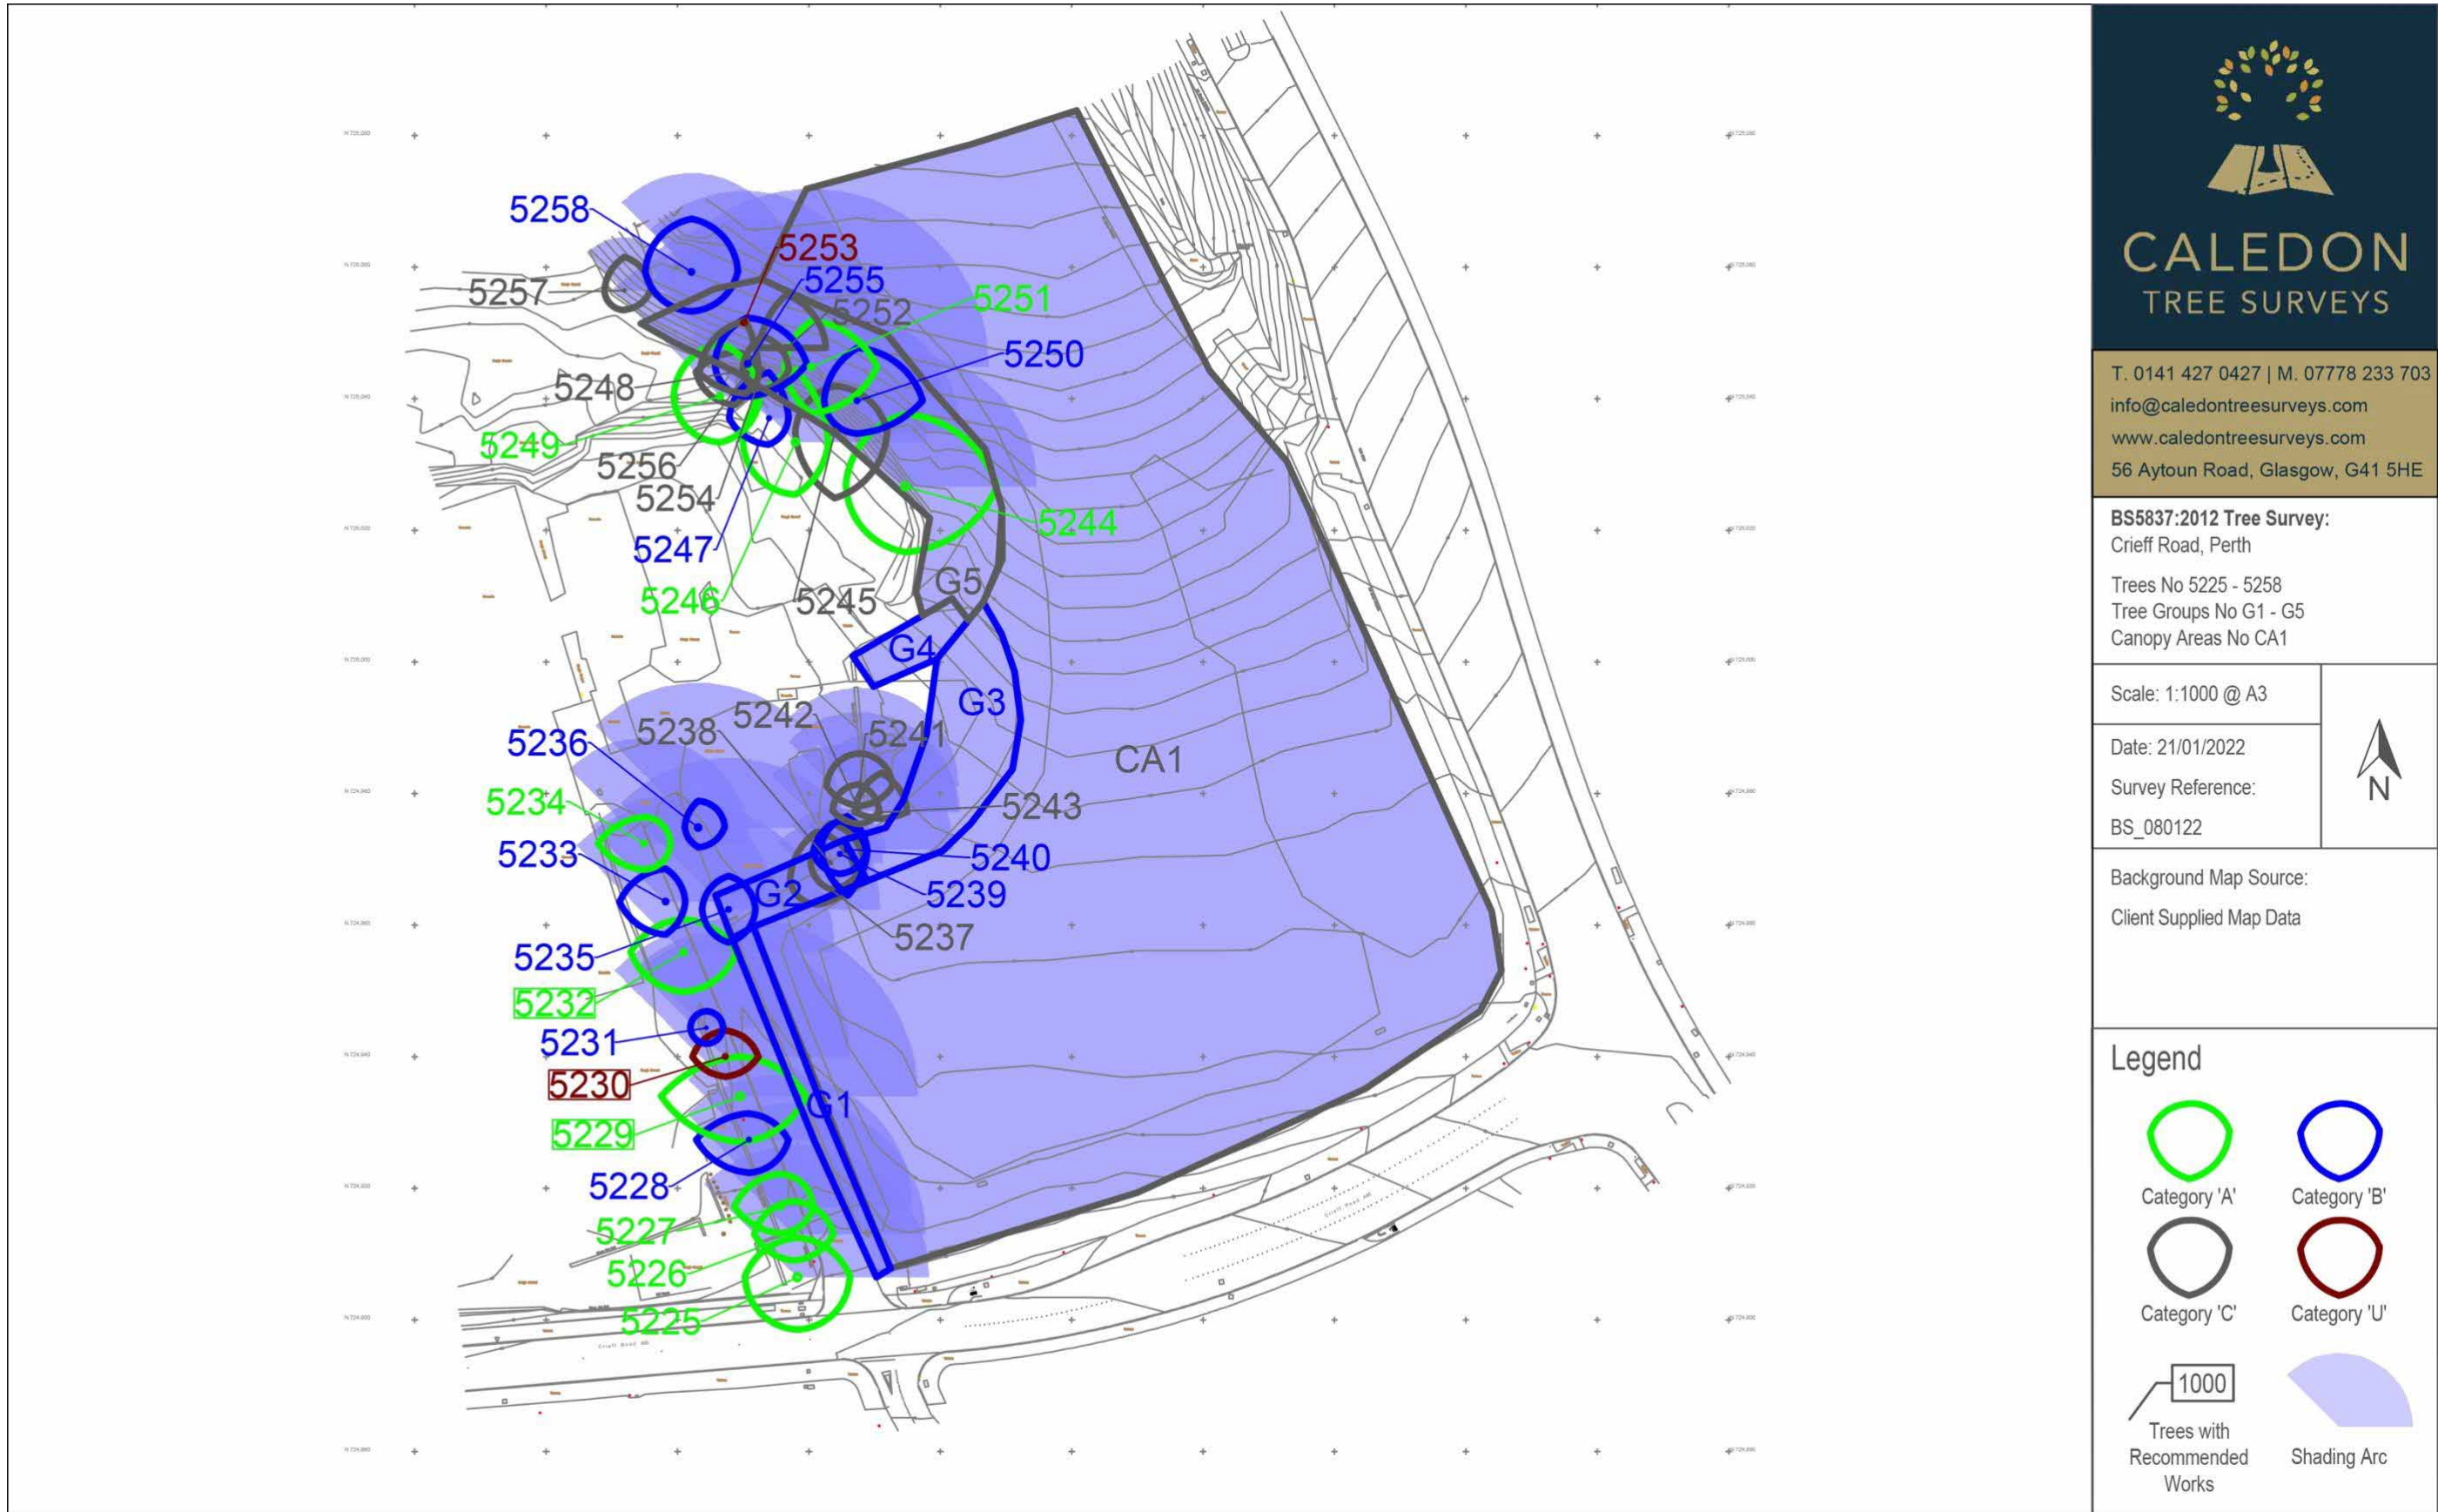 5258
5253
5255
5257
5252
5251
5250
5248
5249
5256
5254
5244
5247
G5
5246
5245
G4
G3
5242
5238
5241
5236
CA1
5234
5243
5233
5240
G2
5239
5237
5235
5232
5231
5230
G1
5229
5228
5227
5226
5225
CALEDON
TREE SURVEYS
T. 0141 427 0427 | M. 07778 233 703
info@caledontreesurveys.com
www.caledontreesurveys.com
56 Aytoun Road, Glasgow, G41 5HE
BS5837:2012 Tree Survey:
Crieff Road, Perth
Trees No 5225 - 5258
Tree Groups No G1 - G5
Canopy Areas No CA1
Scale: 1:1000 @ A3
Date: 21/01/2022
Survey Reference:
BS_080122
N
Background Map Source:
Client Supplied Map Data
Legend
Category 'A'
Category 'B'
Category 'C'
Category 'U'
1000
Trees with
Recommended
Works
Shading Arc